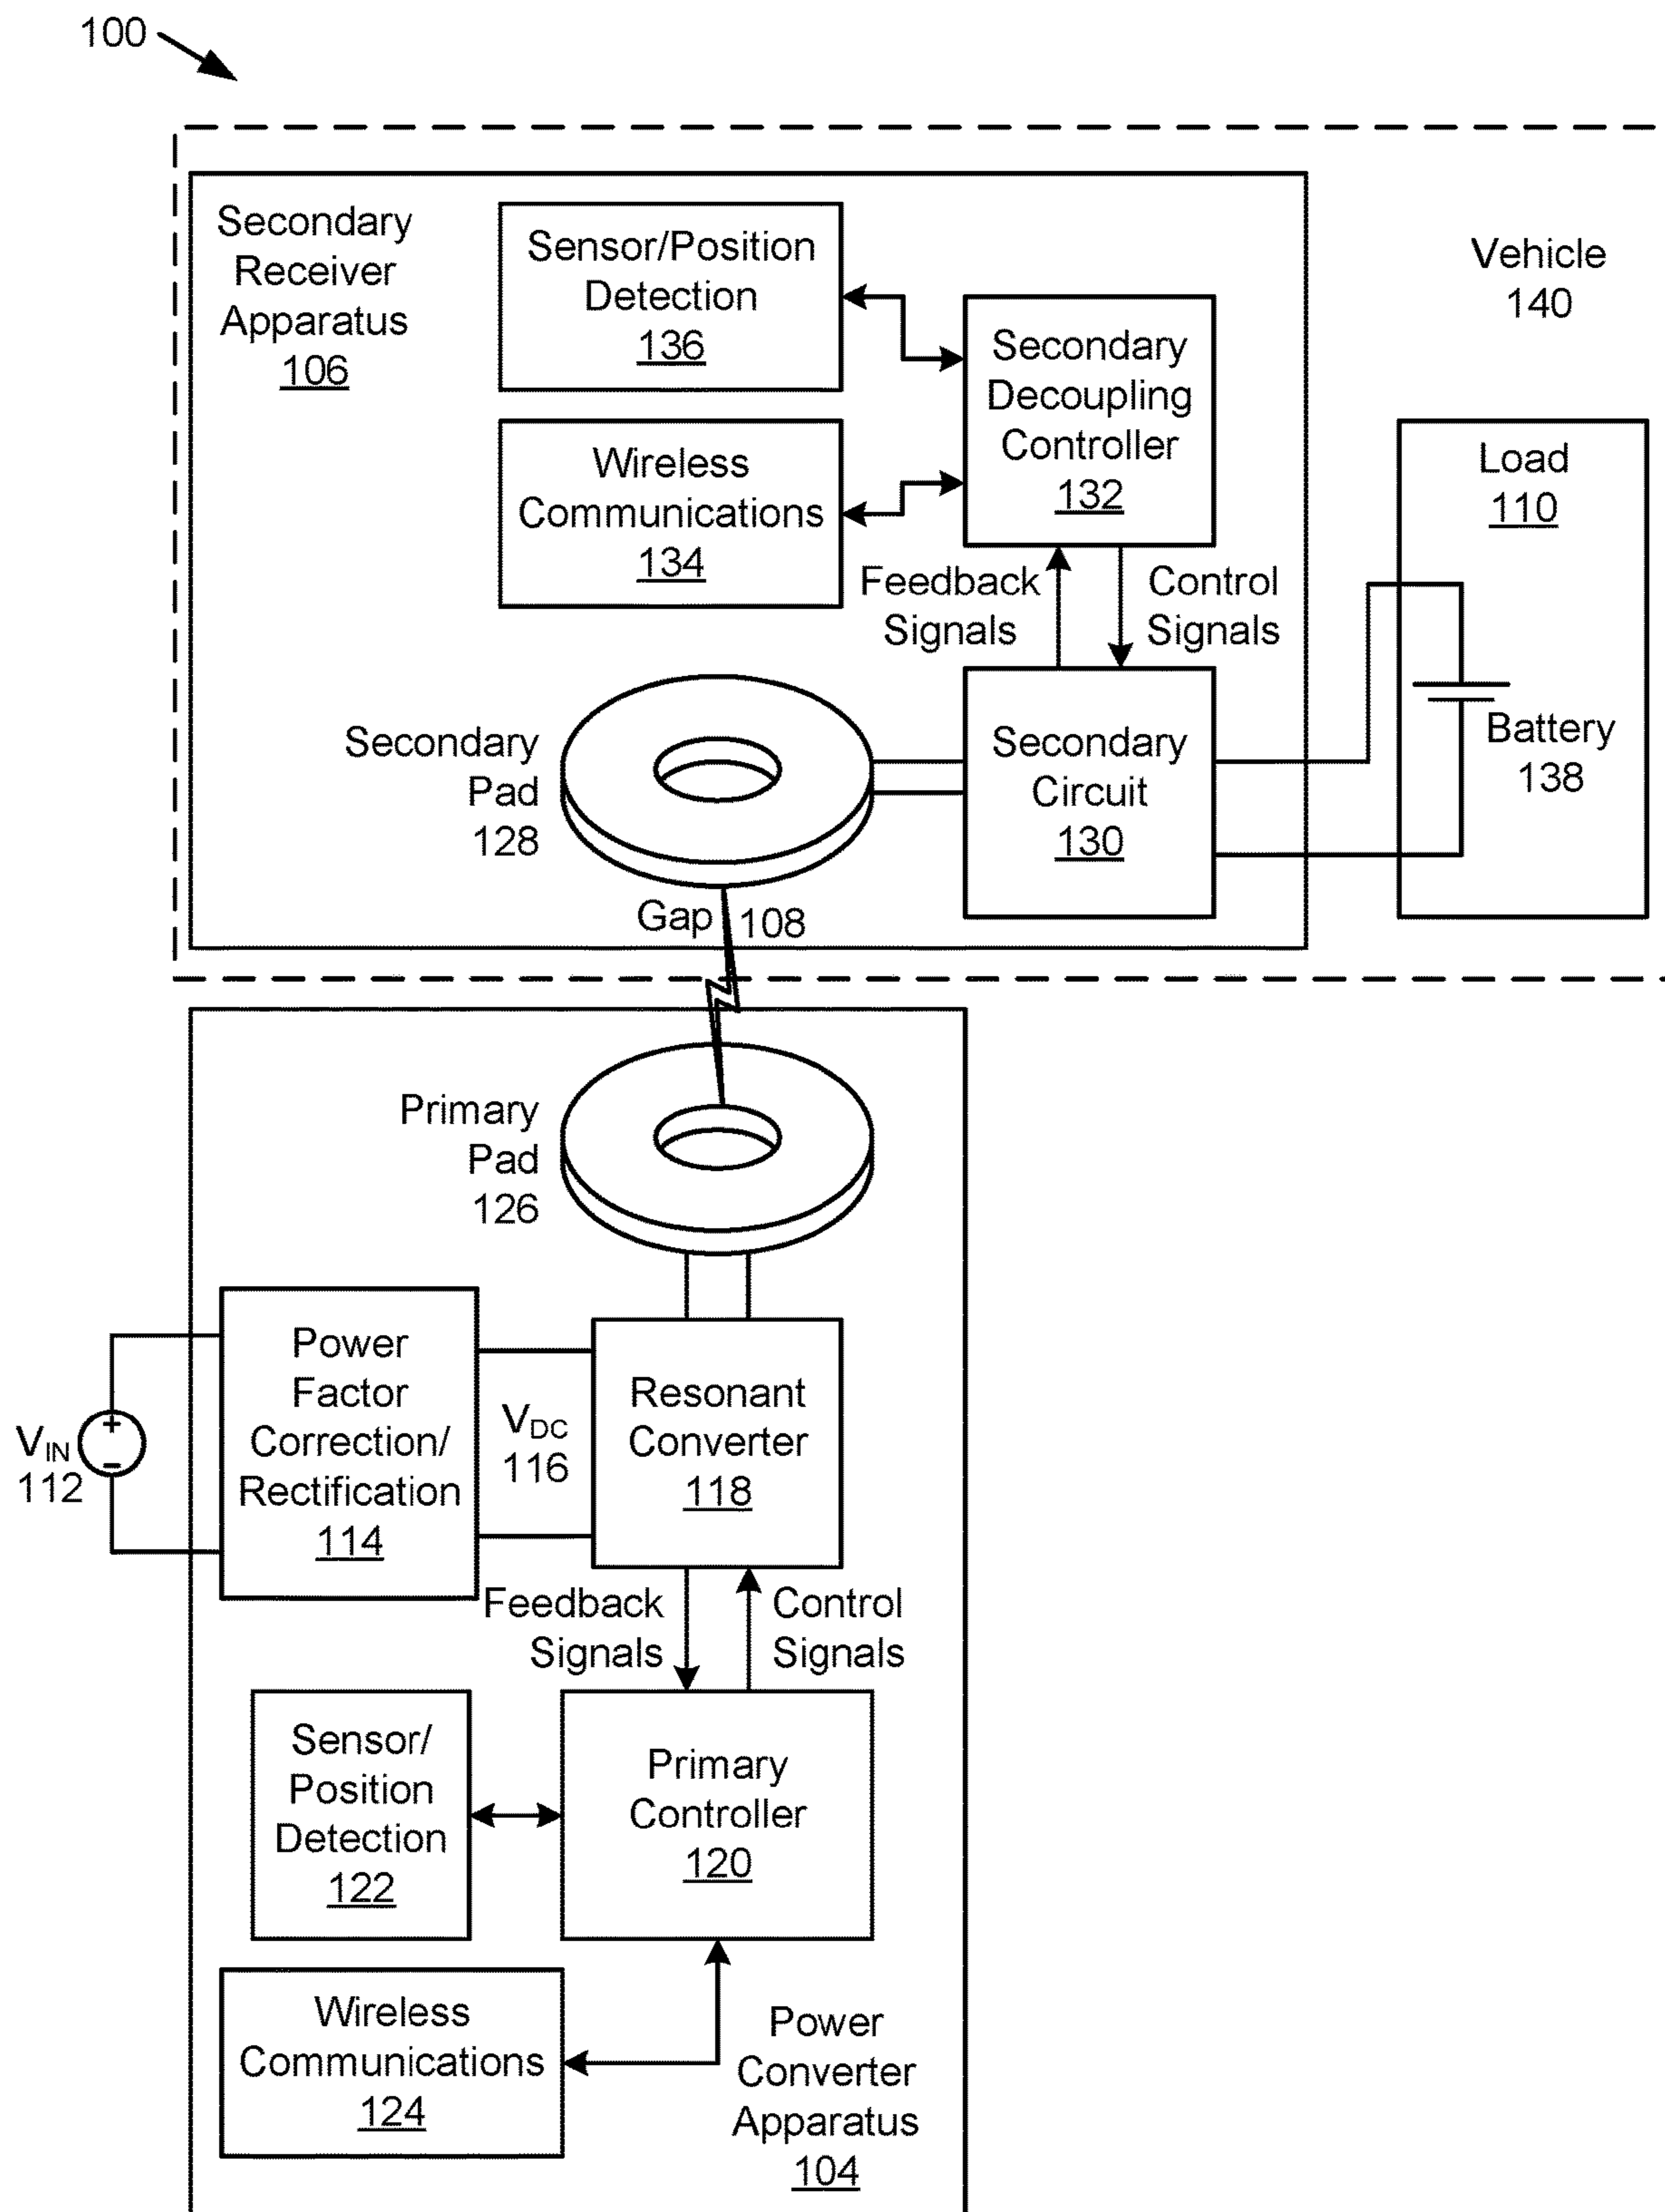 100
Secondary
Receiver
Apparatus
106
Sensor/Position
Detection
136
Wireless
Communications
134
Secondary
Decoupling
Controller
132
Vehicle
140
Load
110
Battery
138
Feedback
Signals
Control
Signals
Secondary
Pad
128
Secondary
Circuit
130
Gap 108
Primary
Pad
126
VIN
112
+
-
Power
Factor
Correction/
Rectification
114
VDC
116
Resonant
Converter
118
Feedback
Signals
Control
Signals
Sensor/
Position
Detection
122
Primary
Controller
120
Wireless
Communications
124
Power
Converter
Apparatus
104